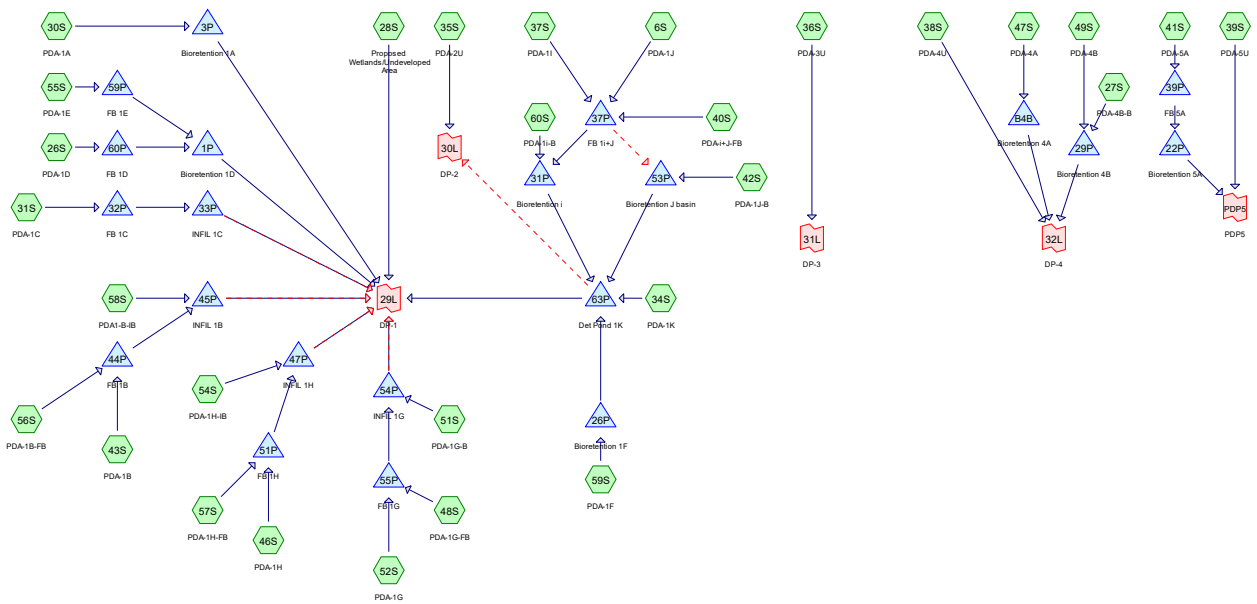 30S
PDA-1A
3P
Bioretention 1A
28S
Proposed
Wetlands/Undeveloped
Area
35S
PDA-2U
37S
PDA-1I
6S
PDA-1J
36S
PDA-3U
38S
PDA-4U
47S
PDA-4A
49S
PDA-4B
41S
PDA-5A
39S
PDA-5U
55S
PDA-1E
59P
FB 1E
60S
PDA-1i-B
37P
FB 1i+J
40S
PDA-i+J-FB
B4B
Bioretention 4A
27S
PDA-4B-B
39P
FB 5A
26S
PDA-1D
60P
FB 1D
1P
Bioretention 1D
30L
DP-2
29P
Bioretention 4B
22P
Bioretention 5A
31P
Bioretention i
53P
Bioretention J basin
42S
PDA-1J-B
31S
PDA-1C
32P
FB 1C
33P
INFIL 1C
31L
DP-3
32L
DP-4
PDP5
PDP5
58S
PDA1-B-IB
45P
INFIL 1B
29L
DP-1
63P
Det Pond 1K
34S
PDA-1K
44P
FB 1B
47P
INFIL 1H
54S
PDA-1H-IB
54P
INFIL 1G
56S
PDA-1B-FB
43S
PDA-1B
51S
PDA-1G-B
26P
Bioretention 1F
51P
FB 1H
55P
FB 1G
59S
PDA-1F
57S
PDA-1H-FB
48S
PDA-1G-FB
46S
PDA-1H
52S
PDA-1G